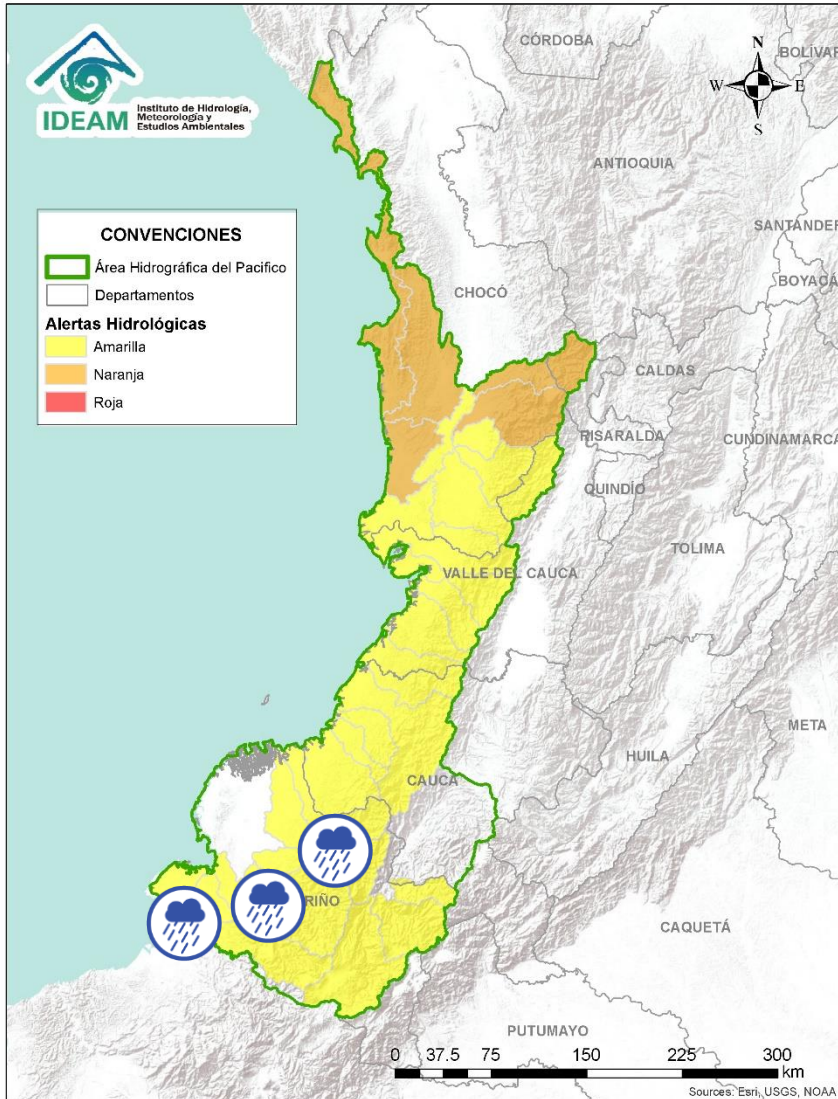 IDEAM
Instituto de Hidrología,
Meteorología y
Estudios Ambientales
N
W E
S
CÓRDOBA
BOLÍVAR
ANTIOQUIA
SANTANDER
BOYACÁ
CONVENCIONES
Área Hidrográfica del Pacifico
Departamentos
Alertas Hidrológicas
Amarilla
Naranja
Roja
CHOCÓ
CALDAS
RISARALDA
CUNDINAMARCA
QUINDÍO
TOLIMA
VALLE DEL CAUCA
META
HUILA
CAUCA
RIÑO
CAQUETÁ
PUTUMAYO
0 37.5 75 150 225 300
km
Sources: Esri, USGS, NOAA